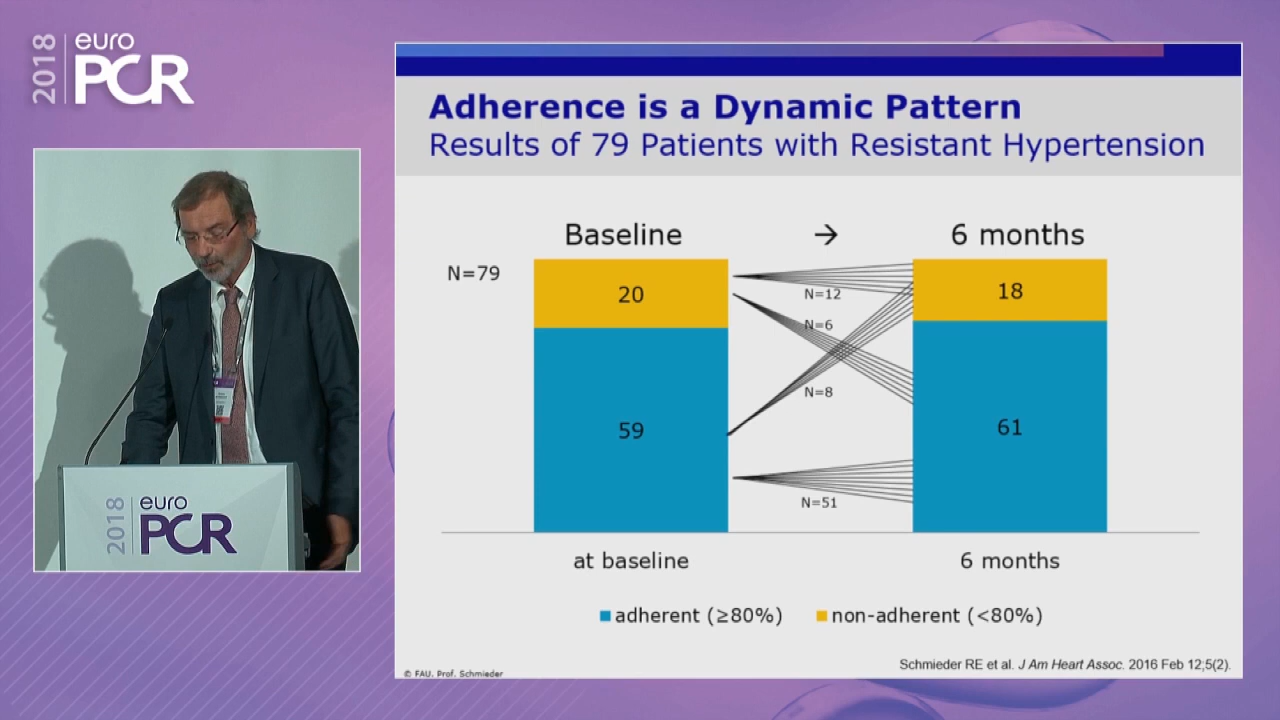 2018
euro
PCR
2018
euro
PCR
Adherence is a Dynamic Pattern
Results of 79 Patients with Resistant Hypertension
Baseline → 6 months
N=79
20
18
N=12
N=6
N=8
59
61
N=51
at baseline
6 months
adherent (≥80%)
non-adherent (<80%)
Schmieder RE et al. J Am Heart Assoc. 2016 Feb 12;5(2).
© FAU, Prof. Schmieder